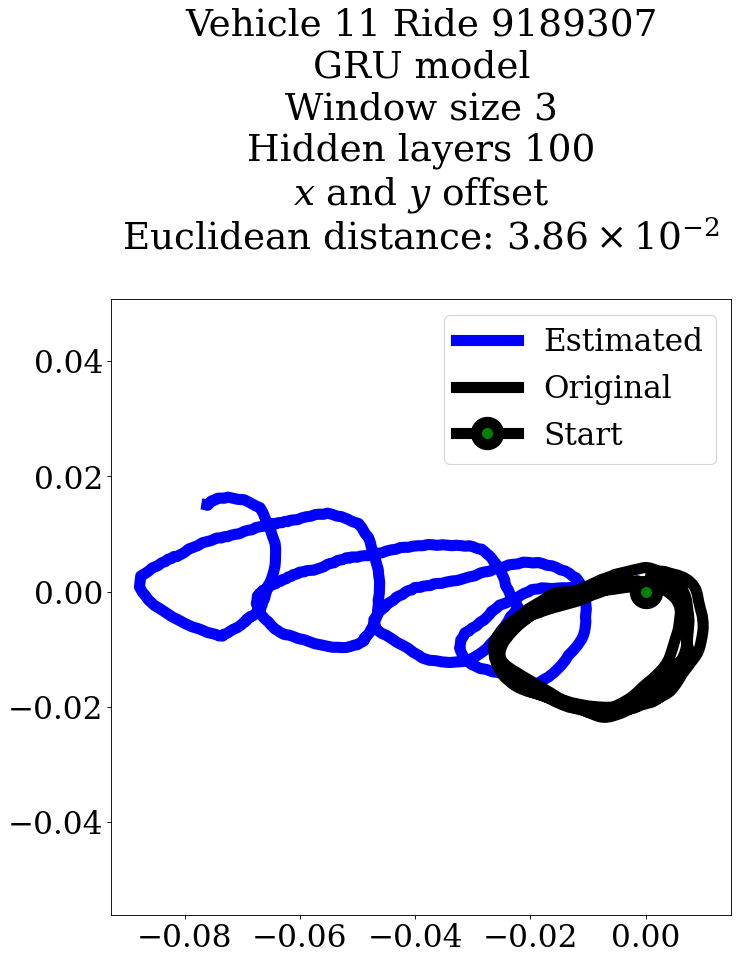 Vehicle 11 Ride 9189307
GRU model
Window size 3
Hidden layers 100
x and y offset
Euclidean distance: 3.86 × 10⁻²
Estimated
Original
Start
0.04
0.02
0.00
−0.02
−0.04
−0.08 −0.06 −0.04 −0.02 0.00